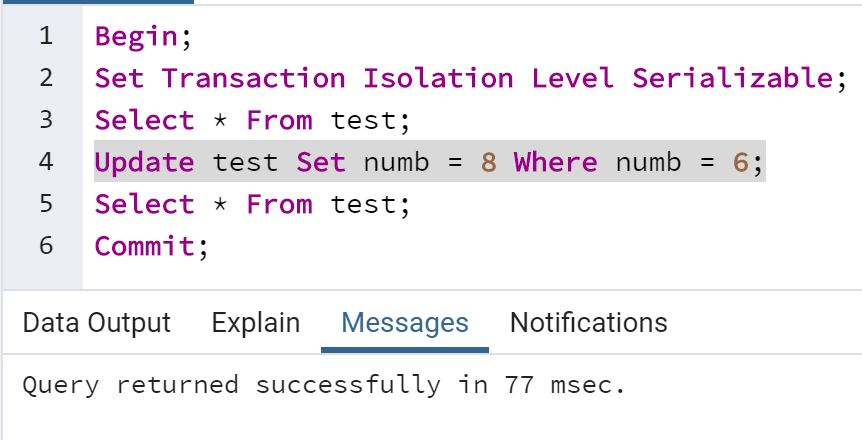 1 Begin;
2 Set Transaction Isolation Level Serializable;
3 Select * From test;
4 Update test Set numb = 8 Where numb = 6;
5 Select * From test;
6 Commit;
Data Output Explain Messages Notifications
Query returned successfully in 77 msec.